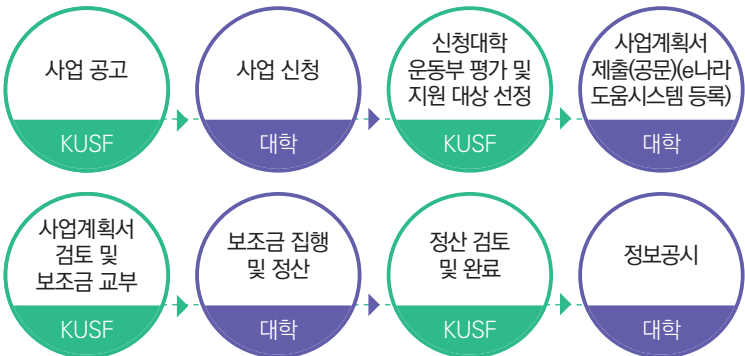 사업 공고
KUSF
사업 신청
대학
신청대학
운동부 평가 및
지원 대상 선정
KUSF
사업계획서
제출(공문)(e나라
도움시스템 등록)
대학
사업계획서
검토 및
보조금 교부
KUSF
보조금 집행
및 정산
대학
정산 검토
및 완료
KUSF
정보공시
대학